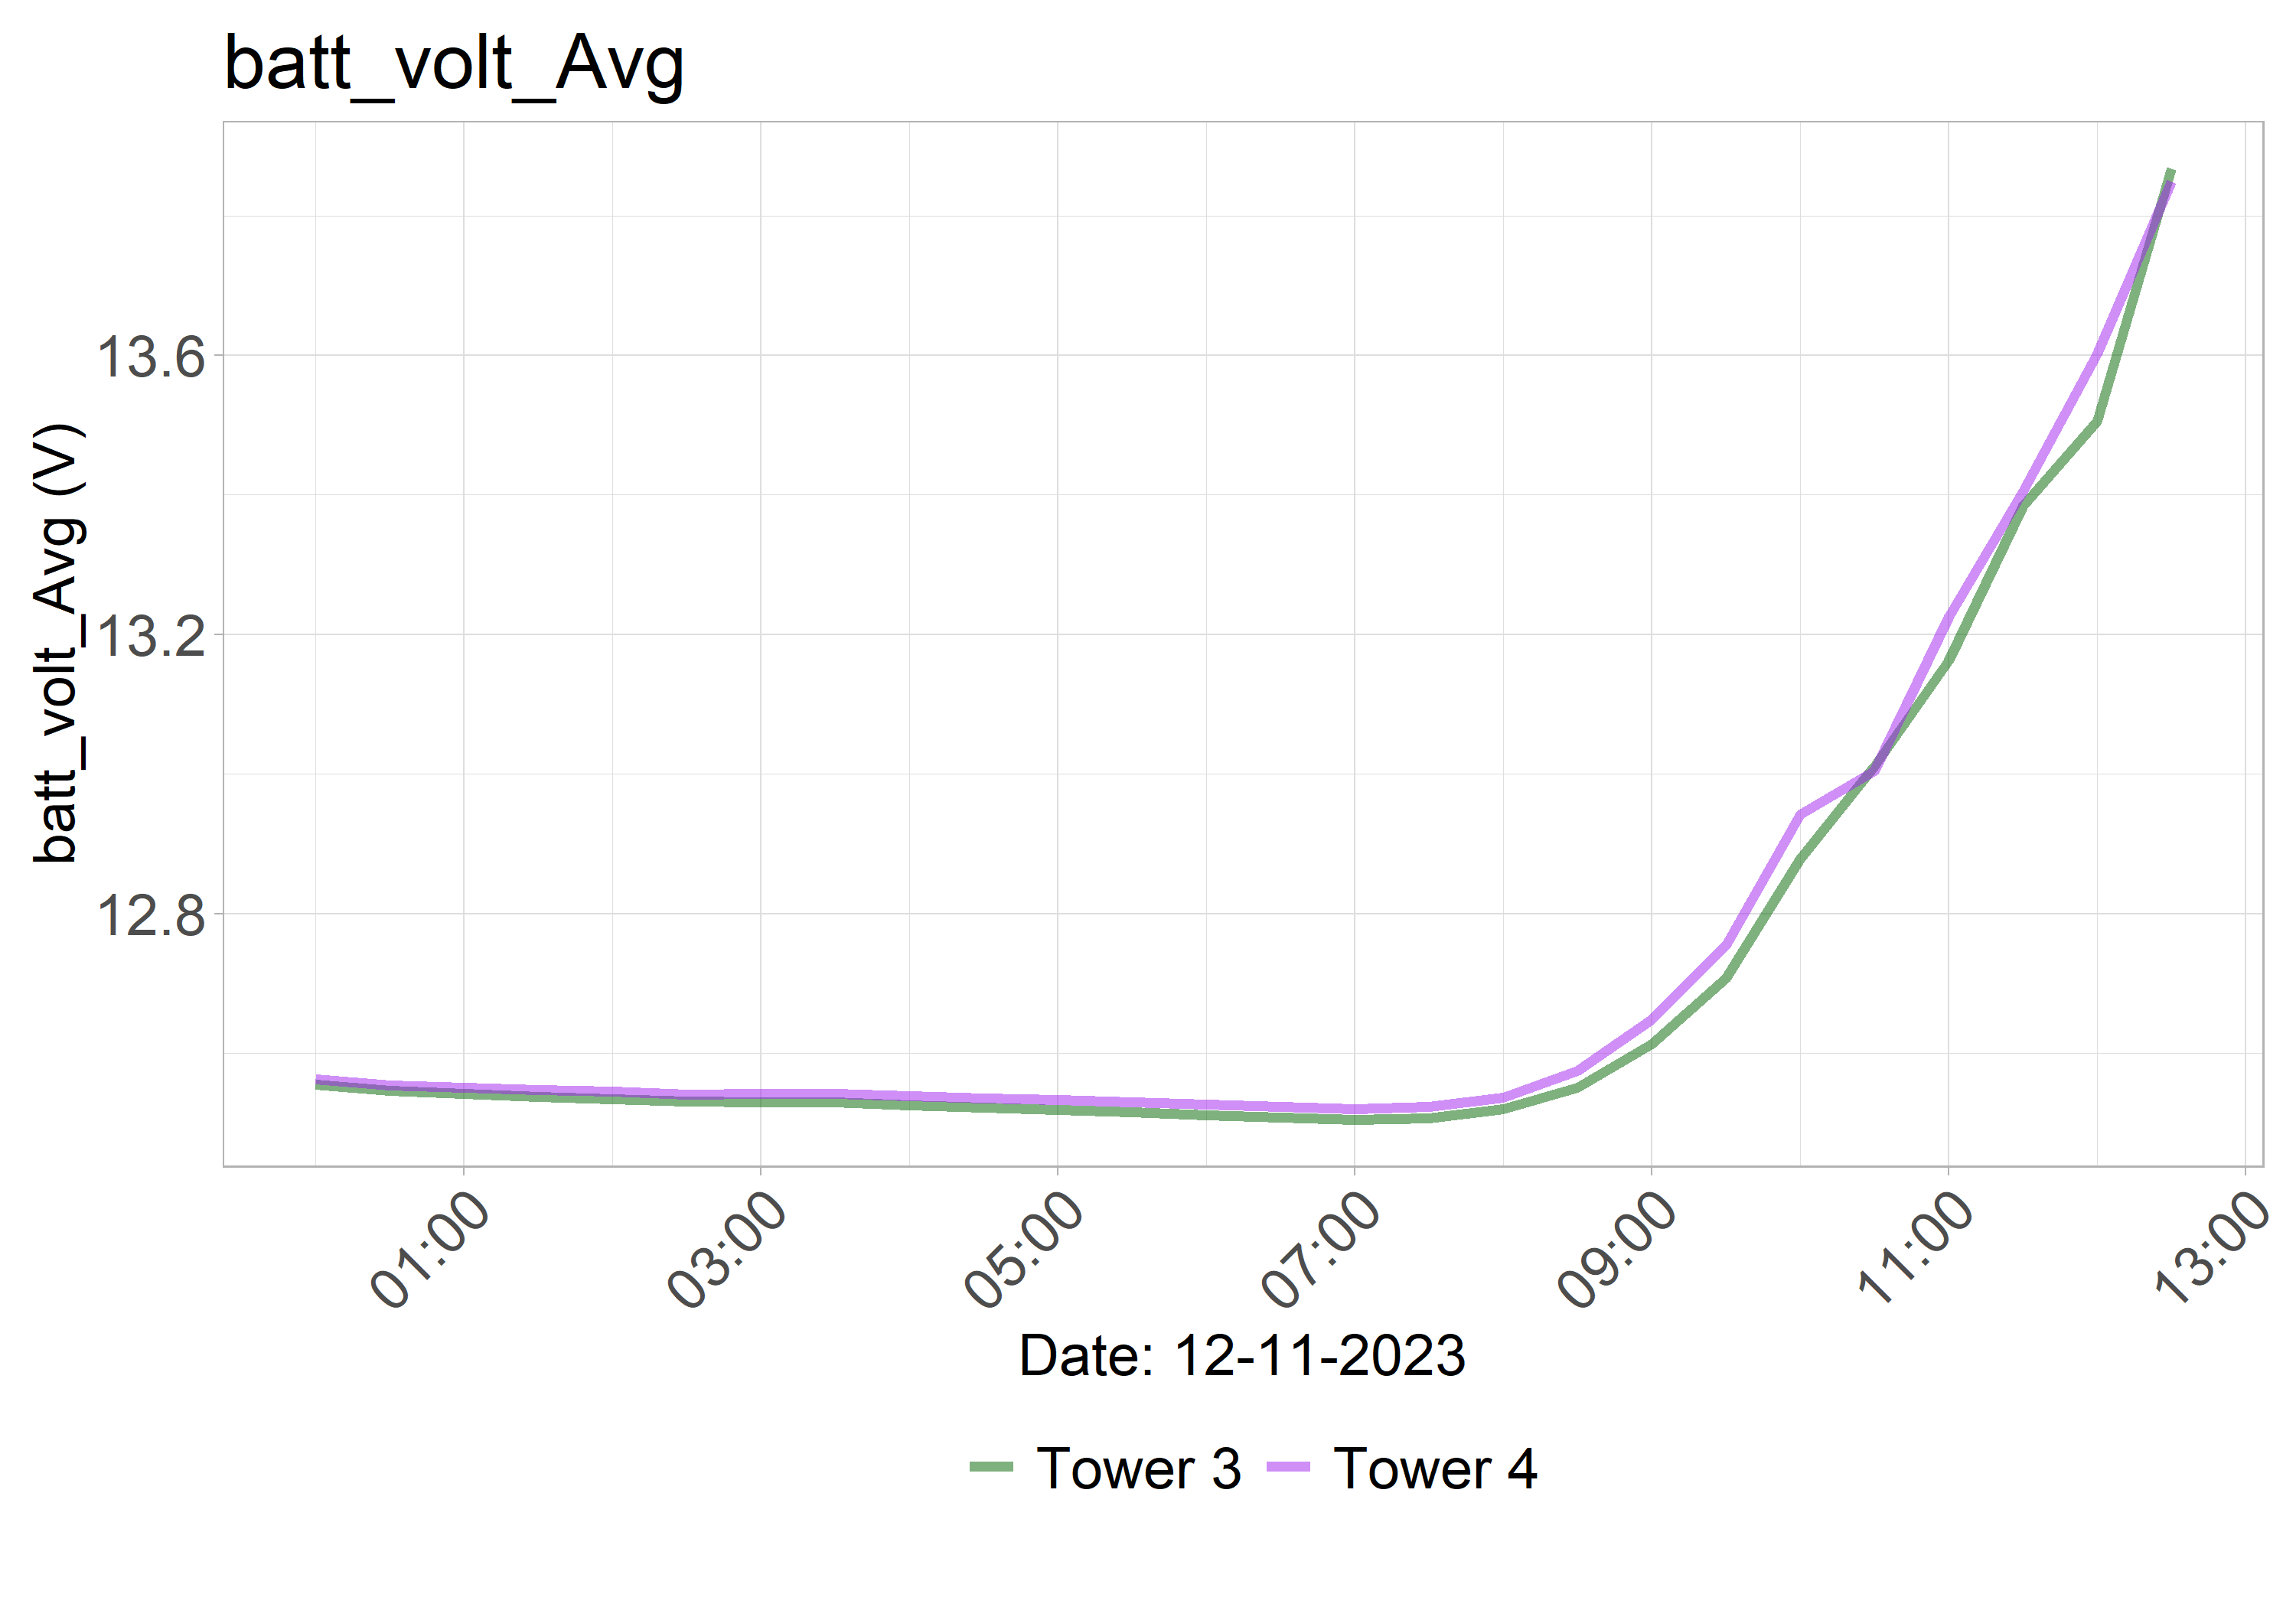 batt_volt_Avg
batt_volt_Avg (V)
13.6
13.2
12.8
01:00 03:00 05:00 07:00 09:00 11:00 13:00
Date: 12-11-2023
Tower 3 Tower 4